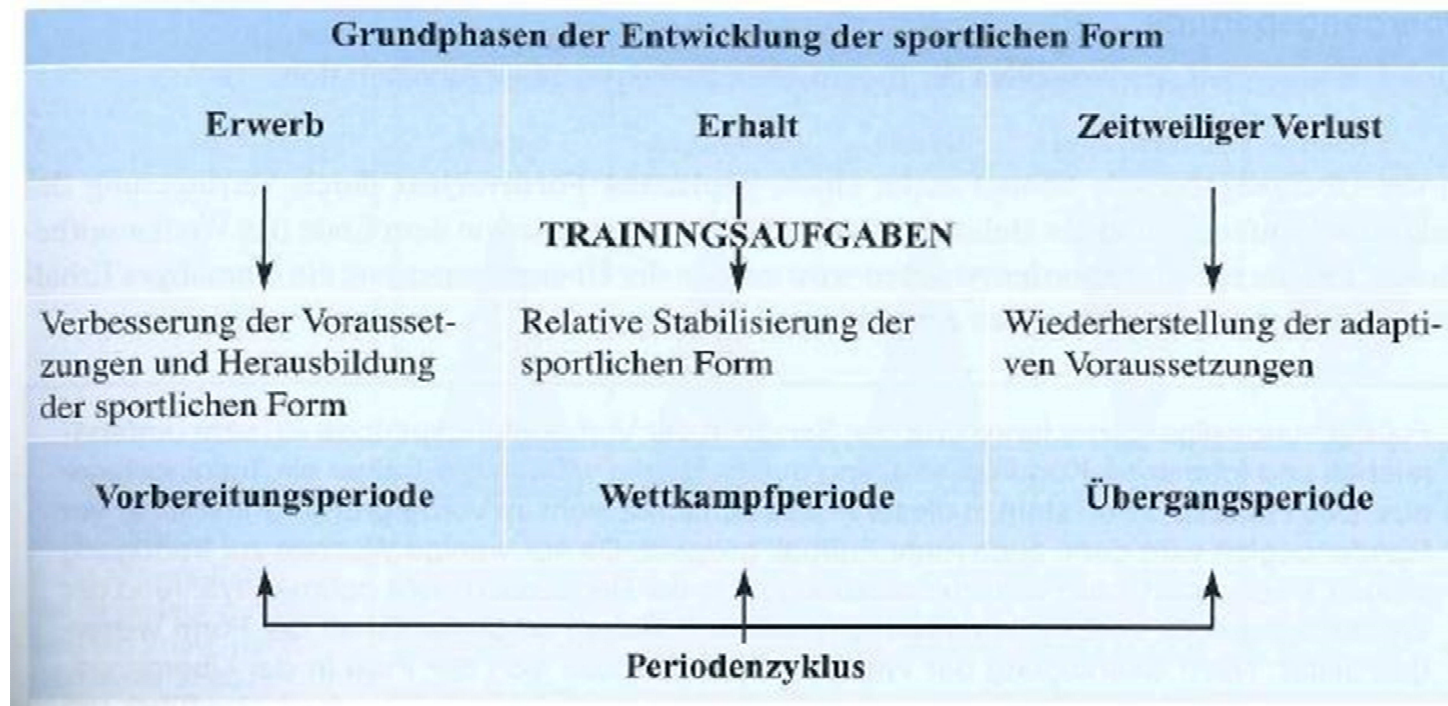 Grundphasen der Entwicklung der sportlichen Form
Erwerb
Erhalt
Zeitweiliger Verlust
TRAININGSAUFGABEN
Verbesserung der Vorausset-
zungen und Herausbildung
der sportlichen Form
Relative Stabilisierung der
sportlichen Form
Wiederherstellung der adapti-
ven Voraussetzungen
Vorbereitungsperiode
Wettkampfperiode
Übergangsperiode
Periodenzyklus